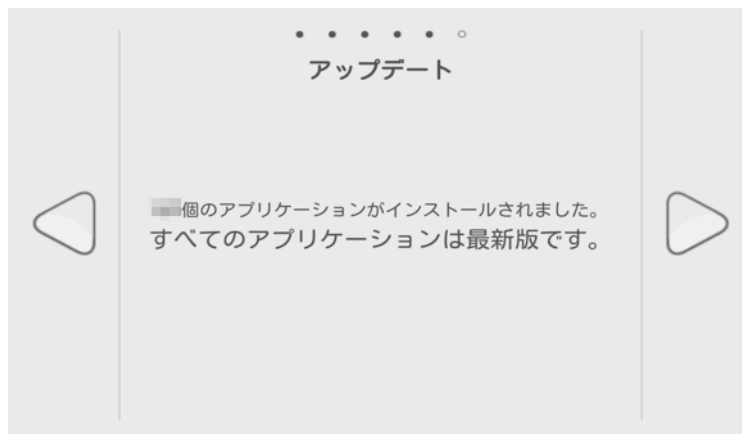 アップデート
個のアプリケーションがインストールされました。
すべてのアプリケーションは最新版です。